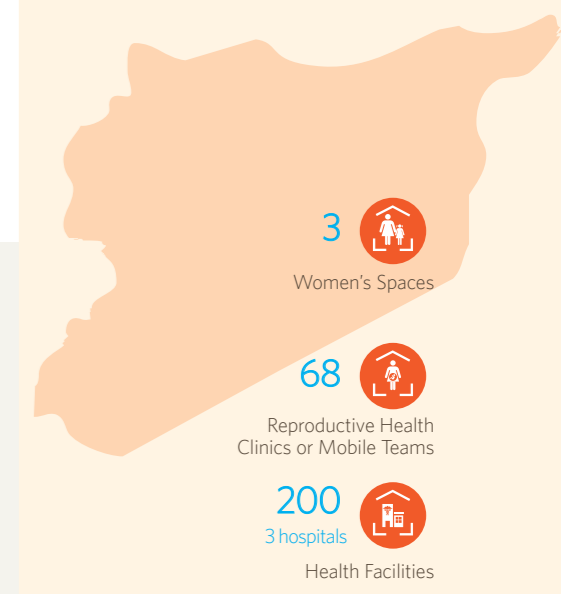 3
Women's Spaces
68
Reproductive Health
Clinics or Mobile Teams
200
3 hospitals
Health Facilities